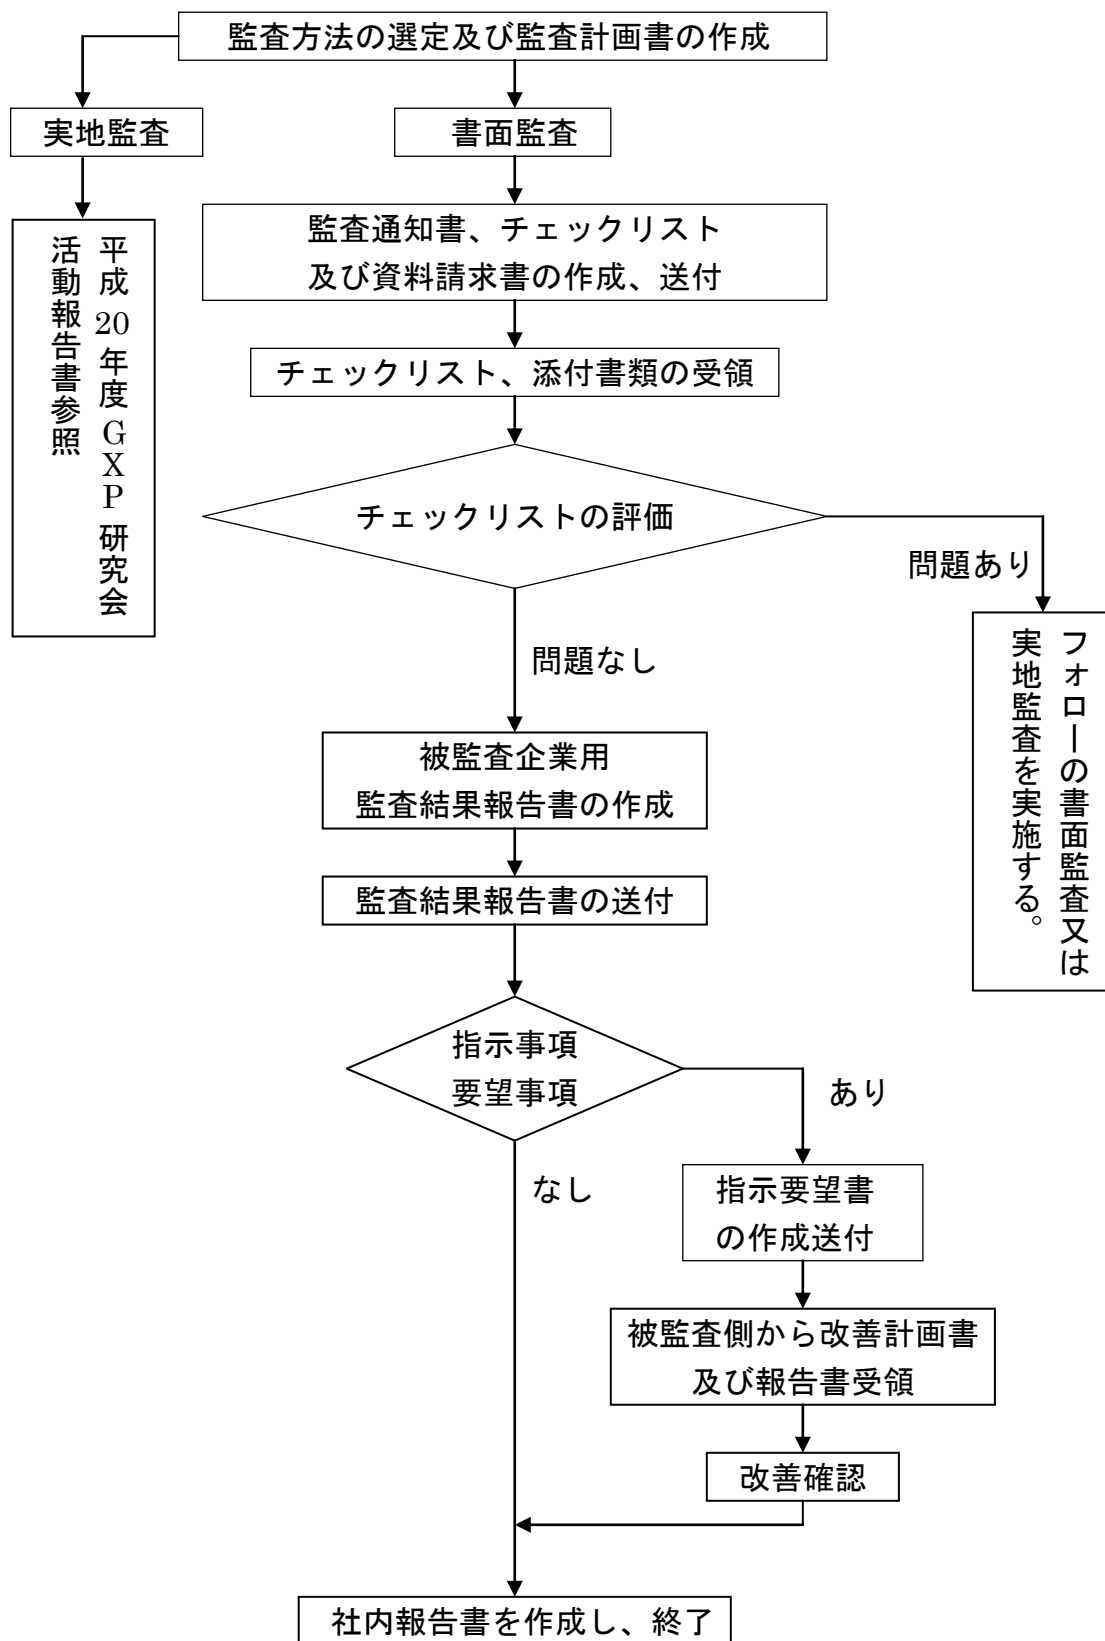 監査方法の選定及び監査計画書の作成
実地監査
書面監査
監査通知書、チェックリスト
及び資料請求書の作成、送付
平成20年度GXP研究会
活動報告書参照
チェックリスト、添付書類の受領
チェックリストの評価
問題あり
問題なし
フォローの書面監査又は
実地監査を実施する。
被監査企業用
監査結果報告書の作成
監査結果報告書の送付
指示事項
要望事項
あり
なし
指示要望書
の作成送付
被監査側から改善計画書
及び報告書受領
改善確認
社内報告書を作成し、終了